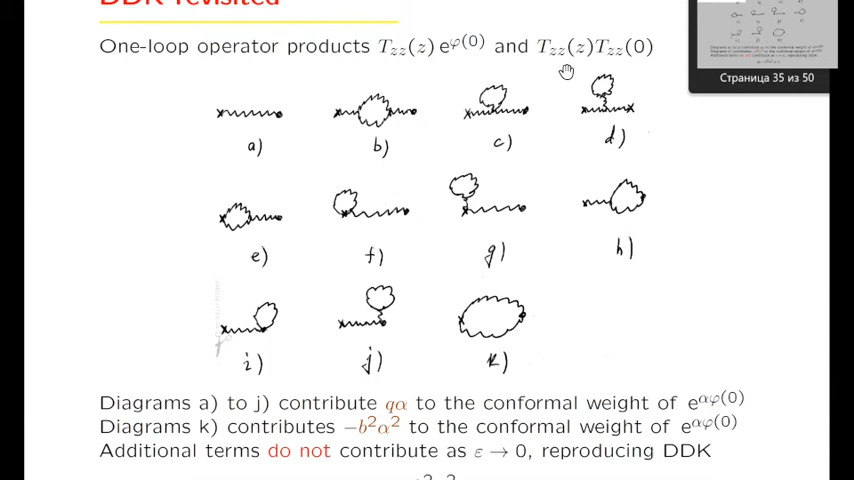 DDK revisited
One-loop operator products T_{zz}(z) e^{φ(0)} and T_{zz}(z)T_{zz}(0)
Страница 35 из 50
a) b) c) d)
e) f) g) h)
i) j) k)
Diagrams a) to j) contribute qα to the conformal weight of e^{αφ(0)}
Diagrams k) contributes −b²α² to the conformal weight of e^{αφ(0)}
Additional terms do not contribute as ε → 0, reproducing DDK